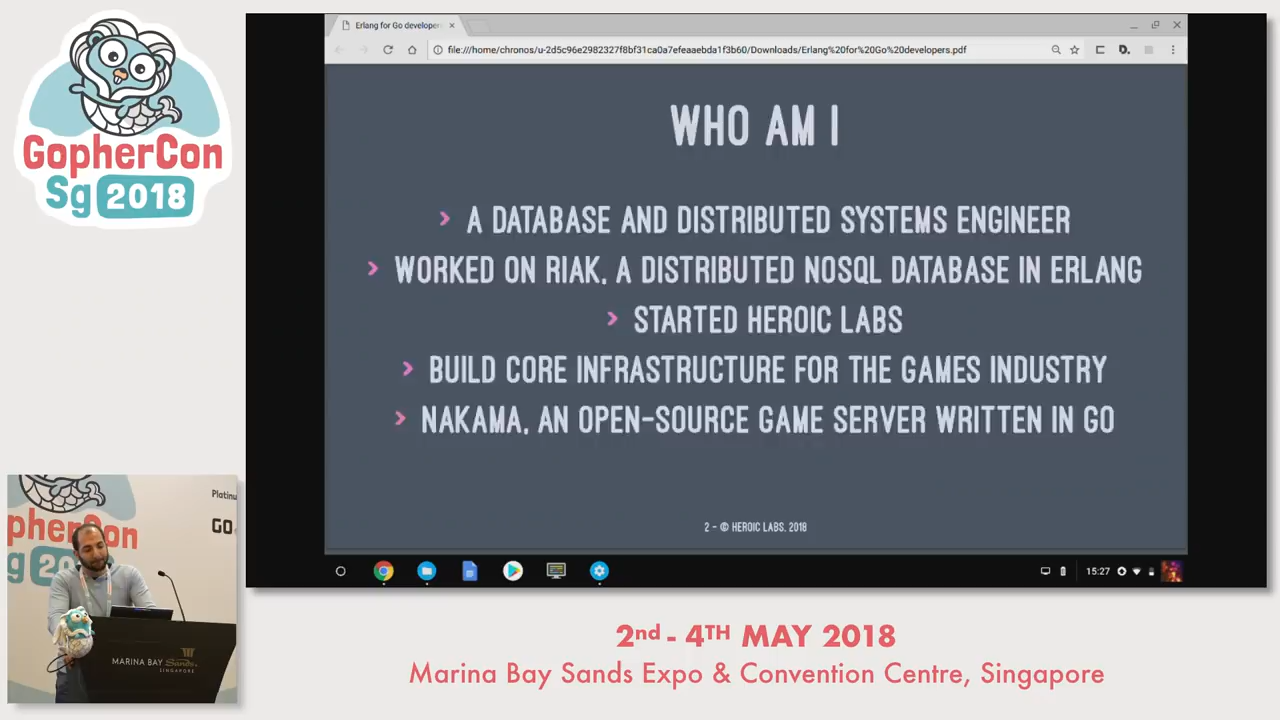 GopherCon
Sg 2018
Erlang for Go developer
file:///home/chronos/u-2d5c96e2982327f8bf31ca0a7efeaaebda1f3b60/Downloads/Erlang%20for%20Go%20developers.pdf
WHO AM I
> A DATABASE AND DISTRIBUTED SYSTEMS ENGINEER
> WORKED ON RIAK, A DISTRIBUTED NOSQL DATABASE IN ERLANG
> STARTED HEROIC LABS
> BUILD CORE INFRASTRUCTURE FOR THE GAMES INDUSTRY
> NAKAMA, AN OPEN-SOURCE GAME SERVER WRITTEN IN GO
2 - © HEROIC LABS, 2018
15:27
Platinu
GO
pherCon
g 20
MARINA BAY Sands
SINGAPORE
2nd - 4TH MAY 2018
Marina Bay Sands Expo & Convention Centre, Singapore